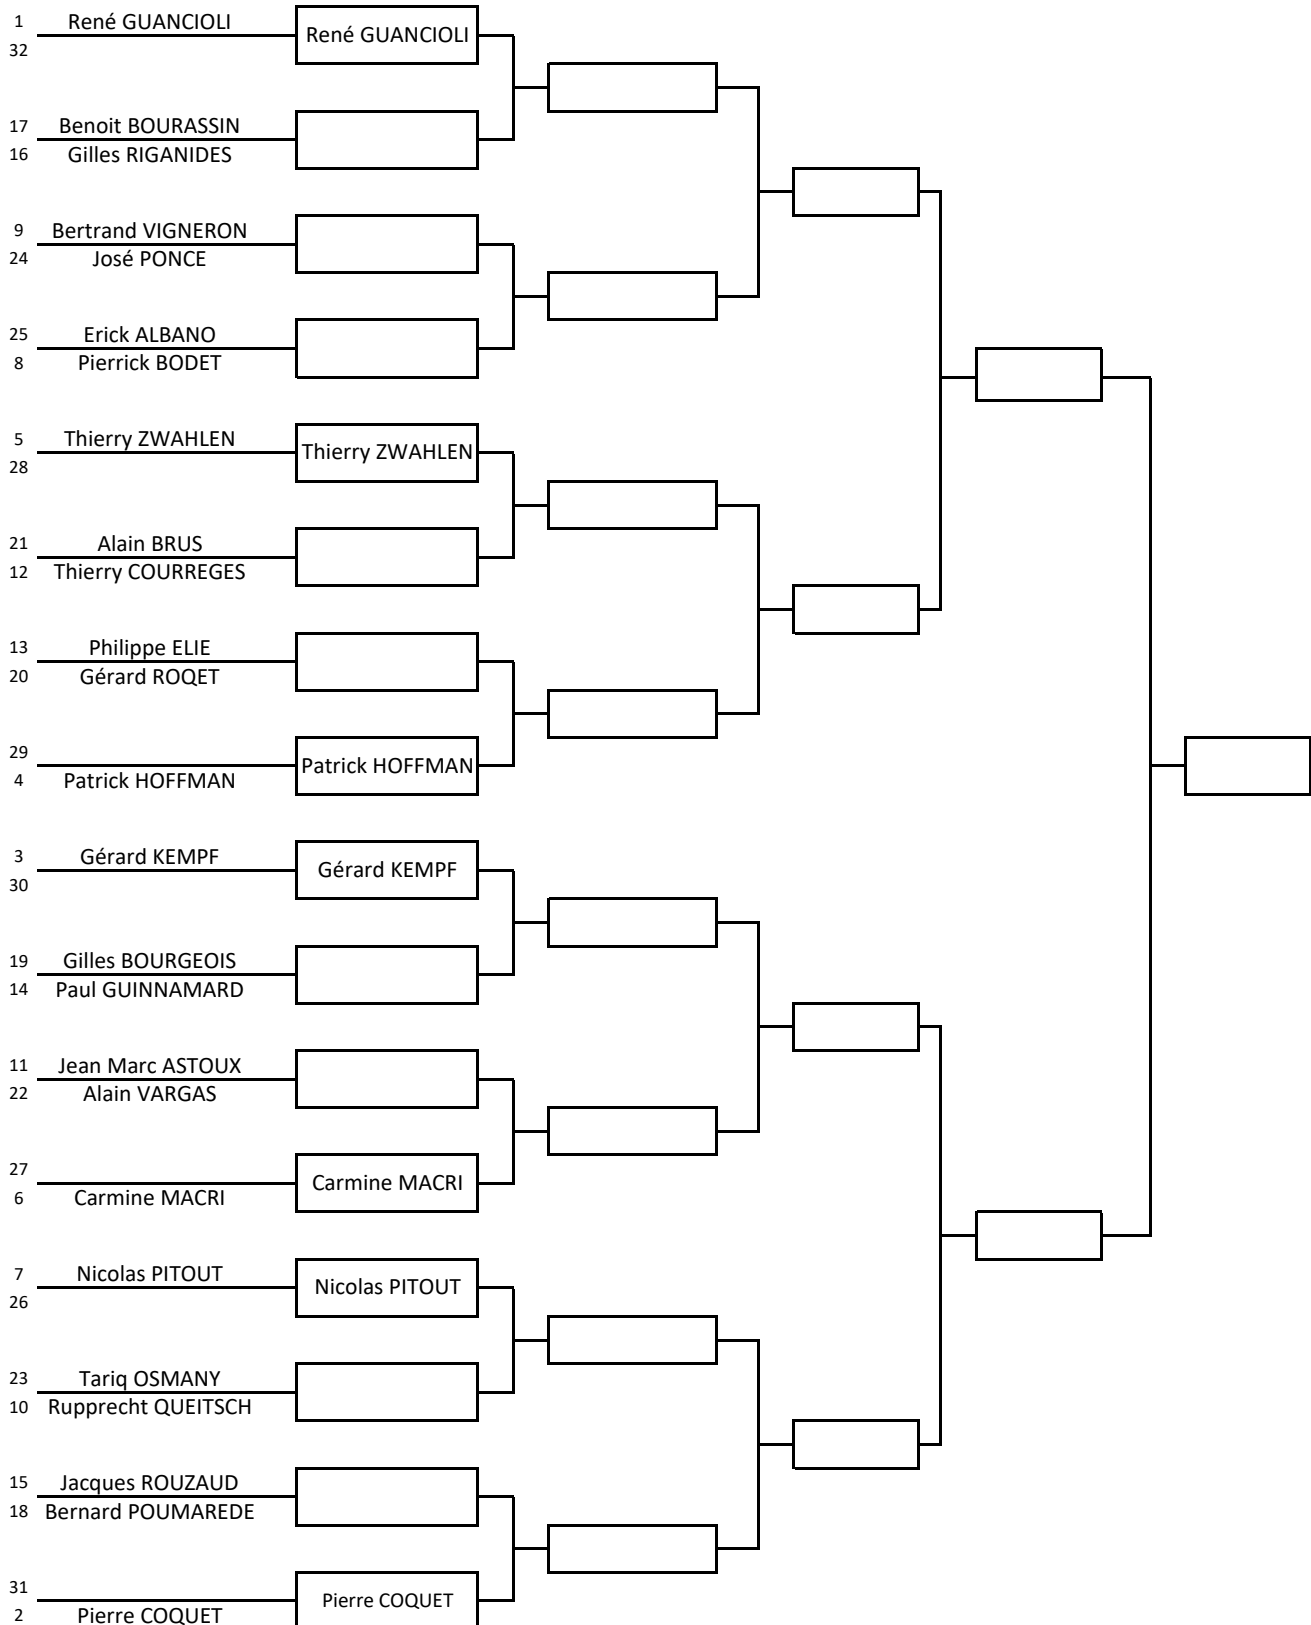 1 René GUANCIOLI
32
René GUANCIOLI
17 Benoit BOURASSIN
16 Gilles RIGANIDES
9 Bertrand VIGNERON
24 José PONCE
25 Erick ALBANO
8 Pierrick BODET
5 Thierry ZWAHLEN
28
Thierry ZWAHLEN
21 Alain BRUS
12 Thierry COURREGES
13 Philippe ELIE
20 Gérard ROQET
29
4 Patrick HOFFMAN
Patrick HOFFMAN
3 Gérard KEMPF
30
Gérard KEMPF
19 Gilles BOURGEOIS
14 Paul GUINNAMARD
11 Jean Marc ASTOUX
22 Alain VARGAS
27
6 Carmine MACRI
Carmine MACRI
7 Nicolas PITOUT
26
Nicolas PITOUT
23 Tariq OSMANY
10 Rupprecht QUEITSCH
15 Jacques ROUZAUD
18 Bernard POUMAREDE
31
2 Pierre COQUET
Pierre COQUET